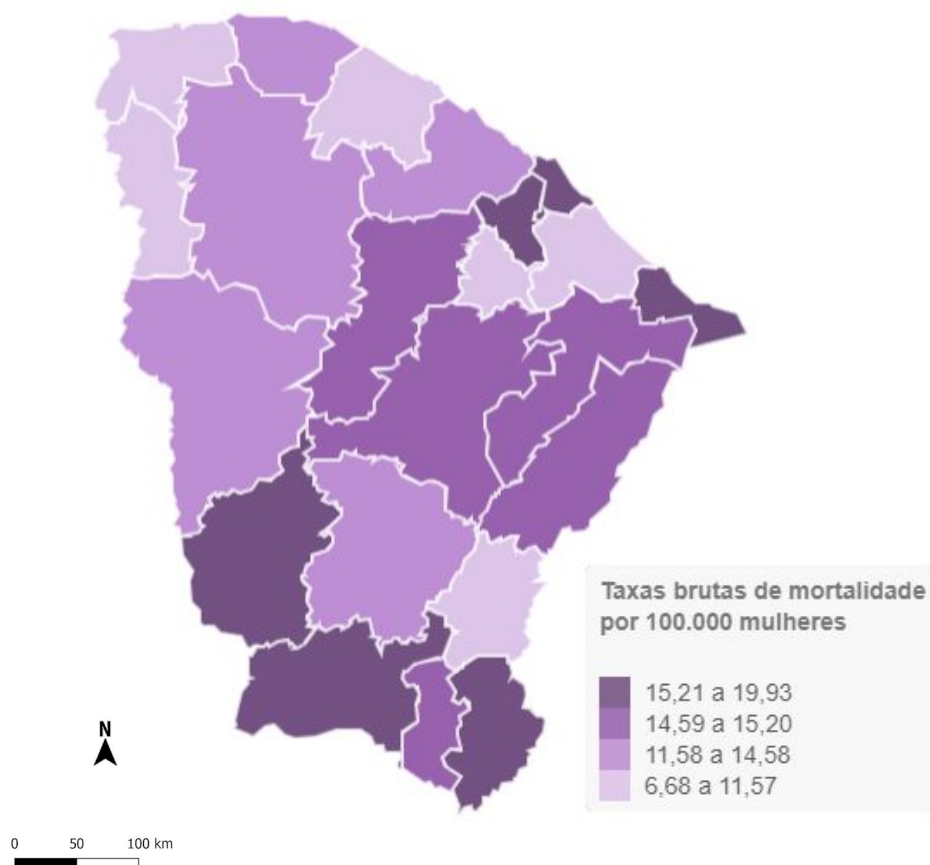 Taxas brutas de mortalidade
por 100.000 mulheres
15,21 a 19,93
14,59 a 15,20
11,58 a 14,58
6,68 a 11,57
N
0 50 100 km